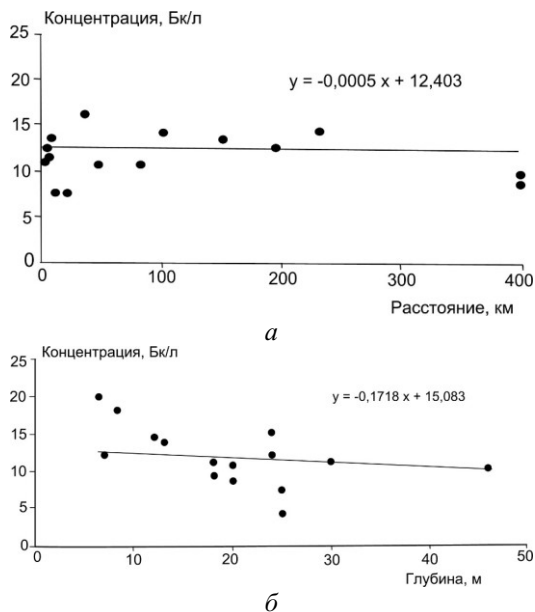 Концентрация, Бк/л
25
20
15
10
5
0
y = -0,0005 x + 12,403
0 100 200 300 400
Расстояние, км
а
Концентрация, Бк/л
25
20
15
10
5
0
y = -0,1718 x + 15,083
0 10 20 30 40 50
Глубина, м
б